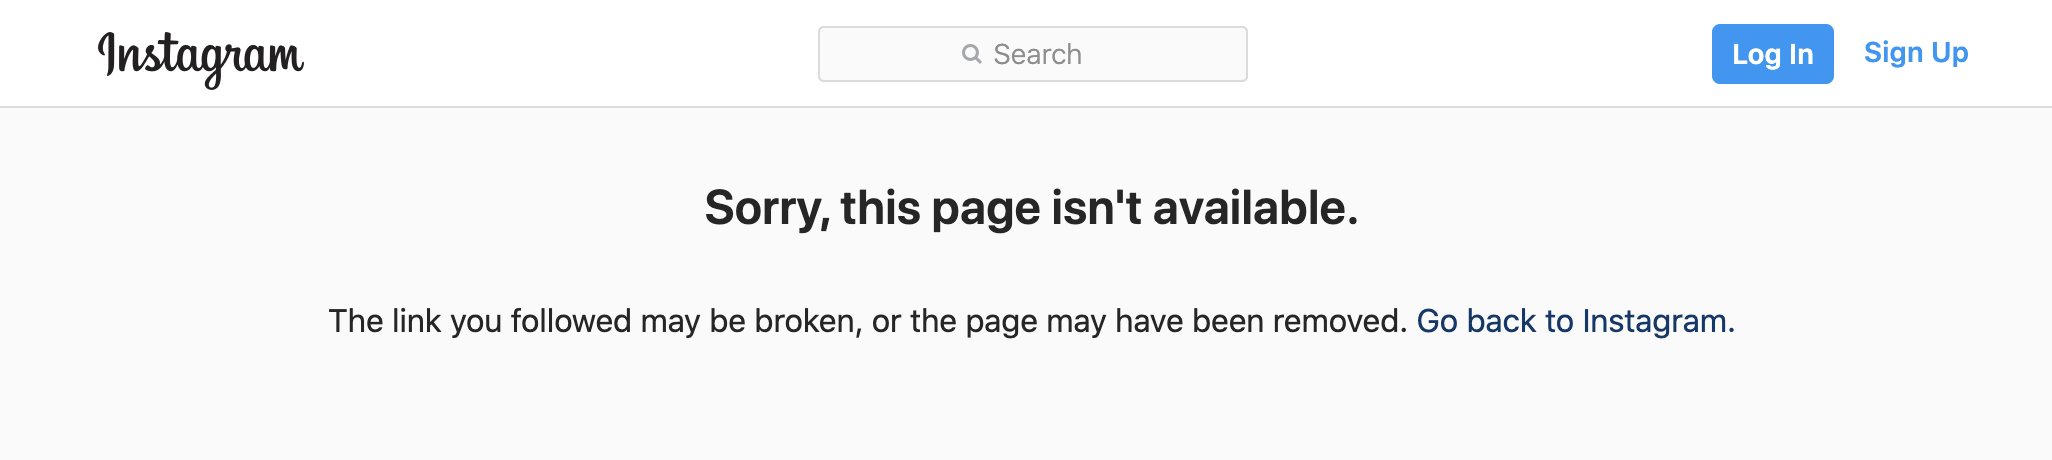 Instagram
Search
Log In
Sign Up
Sorry, this page isn't available.
The link you followed may be broken, or the page may have been removed. Go back to Instagram.